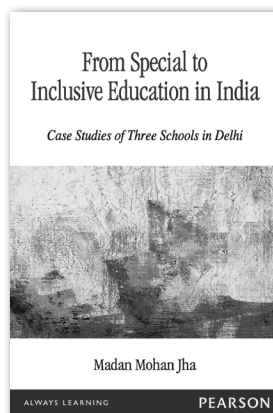 From Special to
Inclusive Education in India
Case Studies of Three Schools in Delhi
Madan Mohan Jha
ALWAYS LEARNING
PEARSON